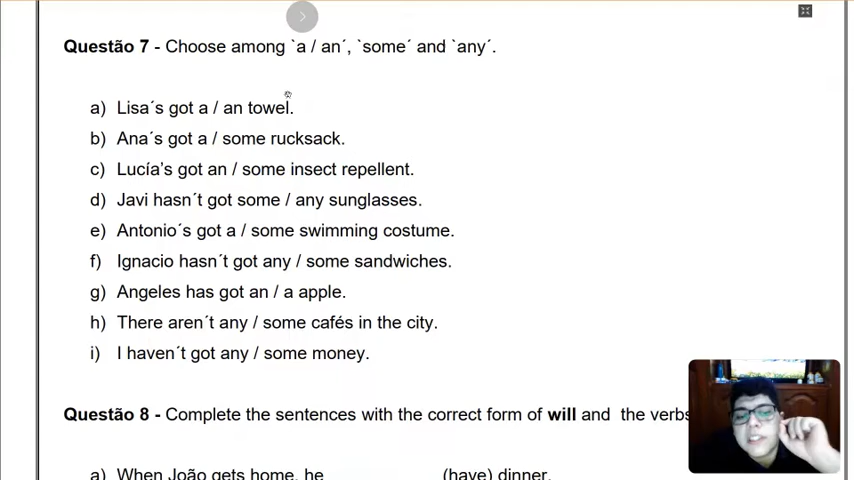 Questão 7 - Choose among `a / an´, `some´ and `any´.
a) Lisa´s got a / an towel.
b) Ana´s got a / some rucksack.
c) Lucía’s got an / some insect repellent.
d) Javi hasn´t got some / any sunglasses.
e) Antonio´s got a / some swimming costume.
f) Ignacio hasn´t got any / some sandwiches.
g) Angeles has got an / a apple.
h) There aren´t any / some cafés in the city.
i) I haven´t got any / some money.
Questão 8 - Complete the sentences with the correct form of will and the verbs
a) When João gets home, he ________ (have) dinner.